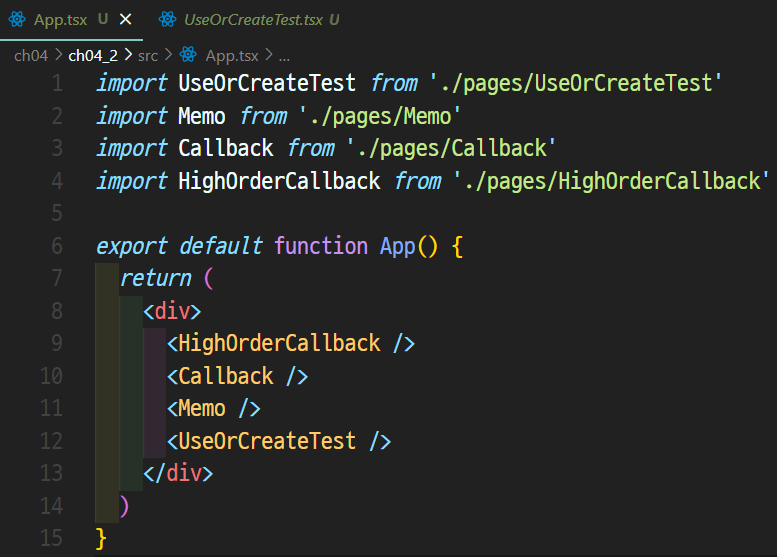 App.tsx U × UseOrCreateTest.tsx U
ch04 > ch04_2 > src > App.tsx > ...
1 import UseOrCreateTest from './pages/UseOrCreateTest'
2 import Memo from './pages/Memo'
3 import Callback from './pages/Callback'
4 import HighOrderCallback from './pages/HighOrderCallback'
5
6 export default function App() {
7   return (
8     <div>
9       <HighOrderCallback />
10       <Callback />
11       <Memo />
12       <UseOrCreateTest />
13     </div>
14   )
15 }